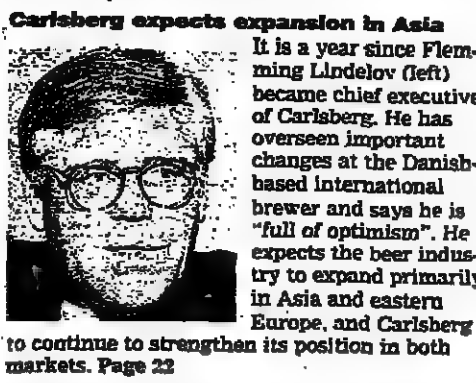 Carlsberg expects expansion in Asia
It is a year since Flem-
ming Lindelov (left)
became chief executive
of Carlsberg. He has
overseen important
changes at the Danish-
based international
brewer and says he is
"full of optimism". He
expects the beer indus-
try to expand primarily
in Asia and eastern
Europe, and Carlsberg
to continue to strengthen its position in both
markets. Page 22